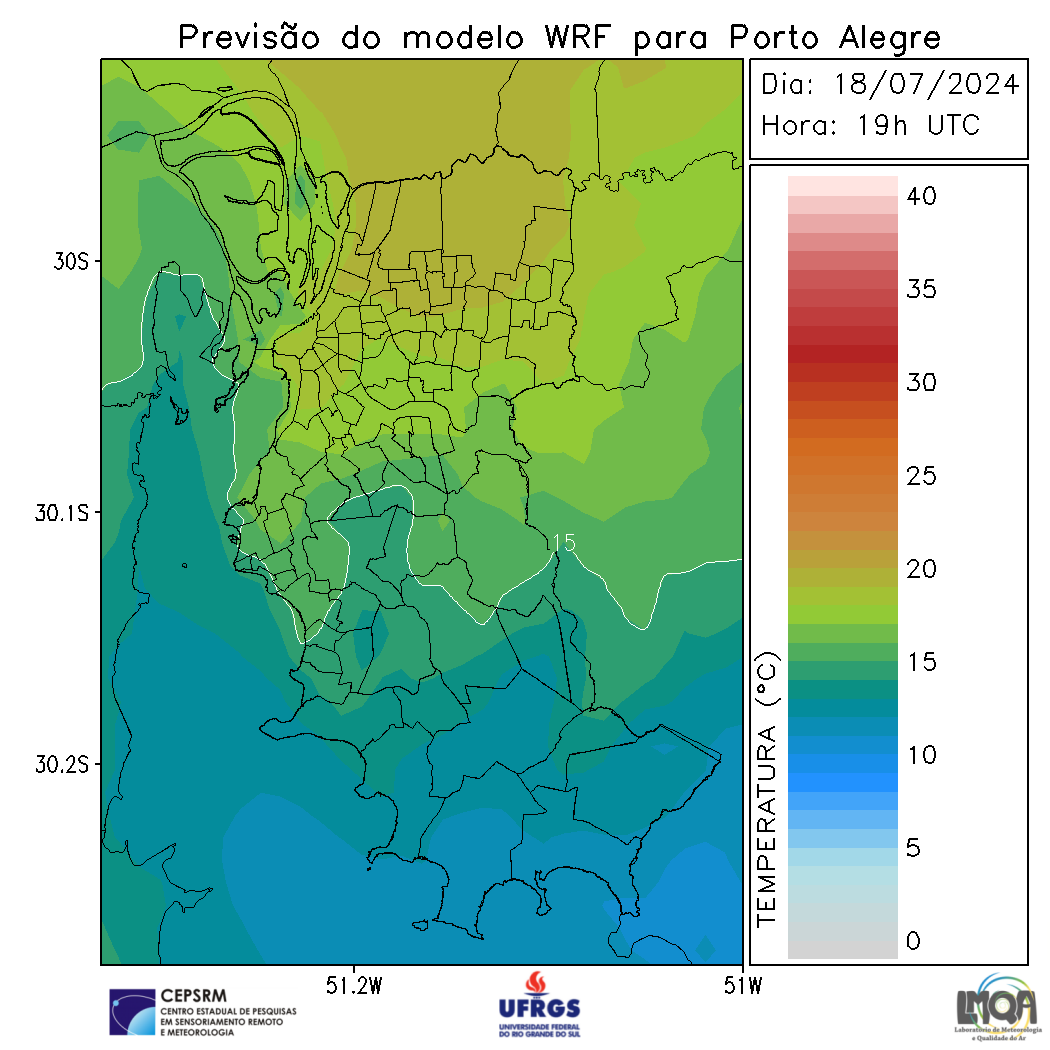 Previsão do modelo WRF para Porto Alegre
Dia: 18/07/2024
Hora: 19h UTC
30S
30.1S
30.2S
51.2W
51W
15
TEMPERATURA (°C)
40
35
30
25
20
15
10
5
0
CEPSRM
CENTRO ESTADUAL DE PESQUISAS
EM SENSORIAMENTO REMOTO
E METEOROLOGIA
UFRGS
UNIVERSIDADE FEDERAL
DO RIO GRANDE DO SUL
LMQA
Laboratório de Meteorologia
e Qualidade do Ar